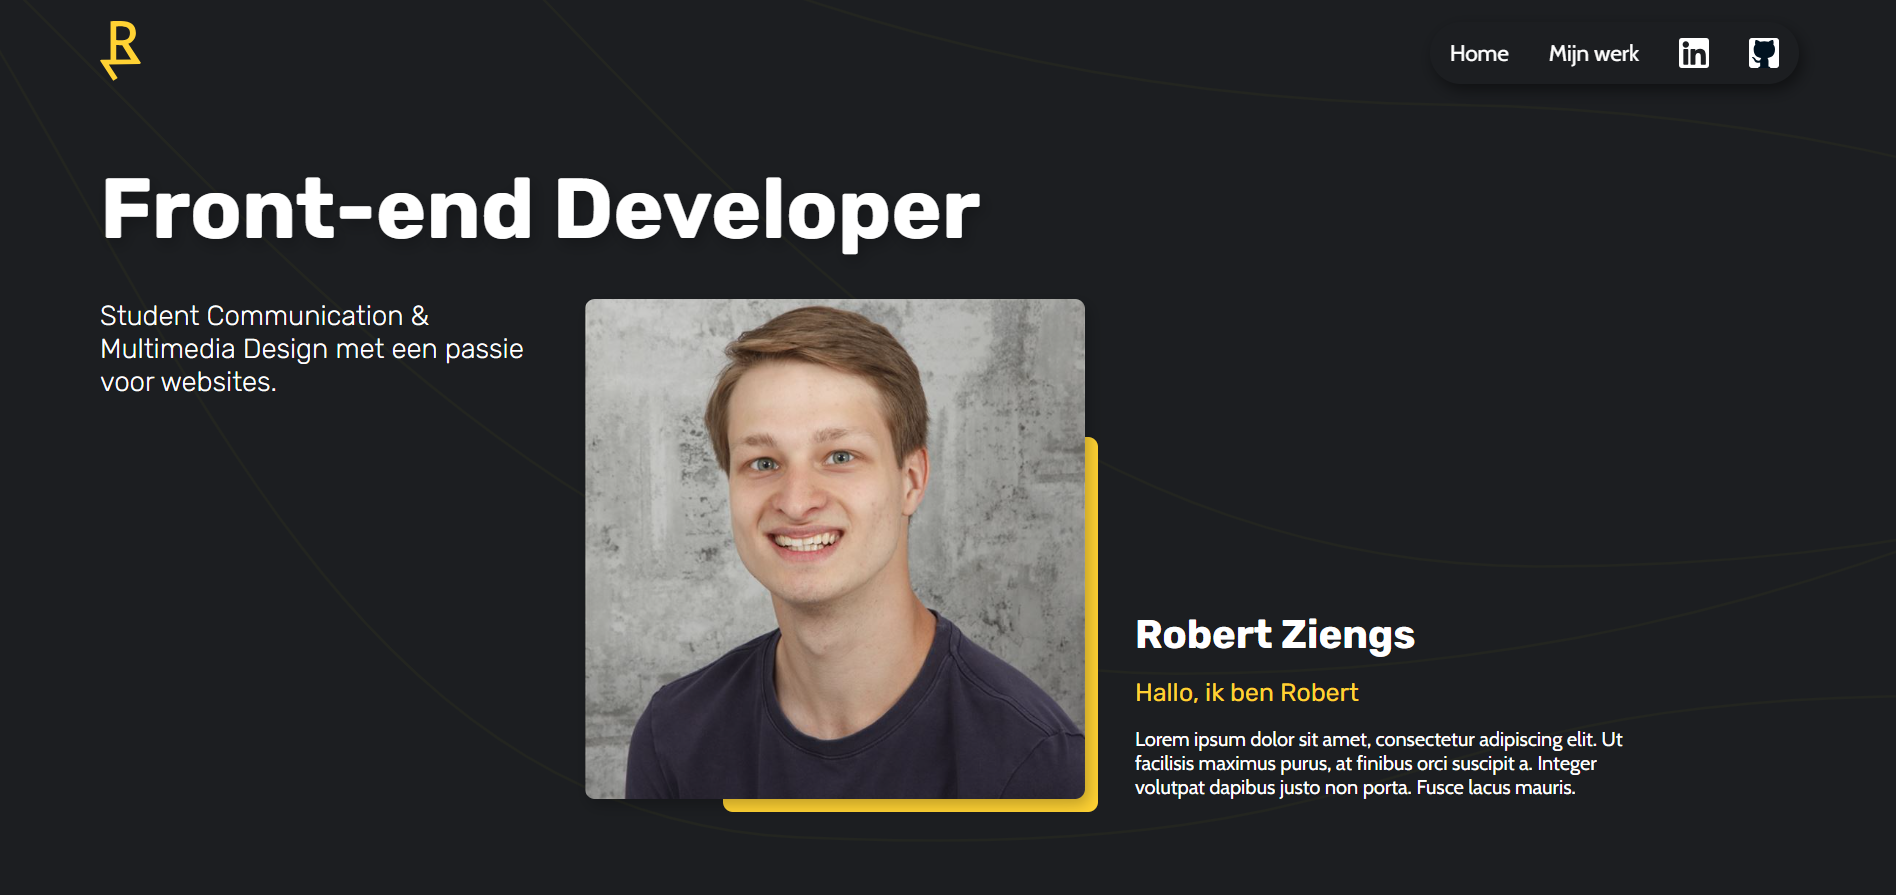 R
Home Mijn werk in
Front-end Developer
Student Communication &
Multimedia Design met een passie
voor websites.
Robert Ziengs
Hallo, ik ben Robert
Lorem ipsum dolor sit amet, consectetur adipiscing elit. Ut
facilisis maximus purus, at finibus orci suscipit a. Integer
volutpat dapibus justo non porta. Fusce lacus mauris.